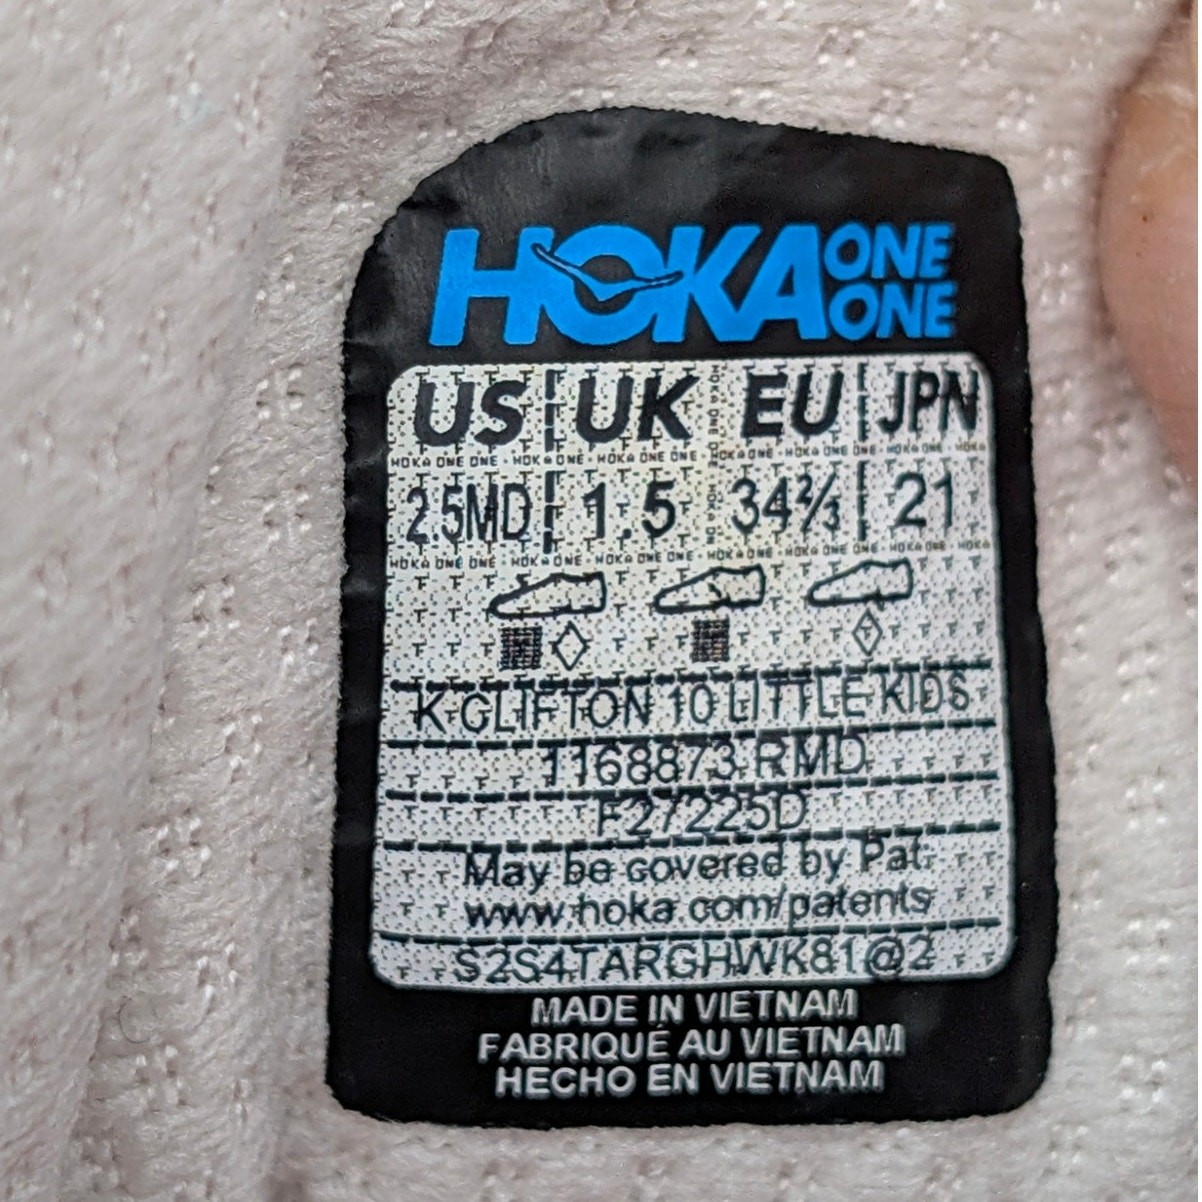 HOKA ONE ONE
US UK EU JPN
2.5MD 1.5 34⅔ 21
K CLIFTON 10 LITTLE KIDS
1168873 RMD
F27225D
May be covered by Pat:
www.hoka.com/patents
S2S4TARGHWK81@2
MADE IN VIETNAM
FABRIQUÉ AU VIETNAM
HECHO EN VIETNAM